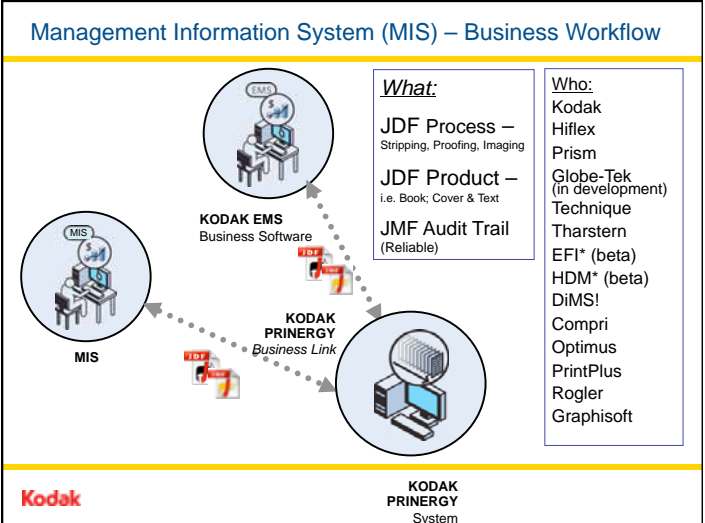 Management Information System (MIS) – Business Workflow
EMS
$
KODAK EMS
Business Software
JDF
JMF
MIS
$
MIS
JDF
JMF
KODAK
PRINERGY
Business Link
What:
JDF Process –
Stripping, Proofing, Imaging
JDF Product –
i.e. Book; Cover & Text
JMF Audit Trail
(Reliable)
Who:
Kodak
Hiflex
Prism
Globe-Tek
(in development)
Technique
Tharstern
EFI* (beta)
HDM* (beta)
DiMS!
Compri
Optimus
PrintPlus
Rogler
Graphisoft
Kodak
KODAK
PRINERGY
System